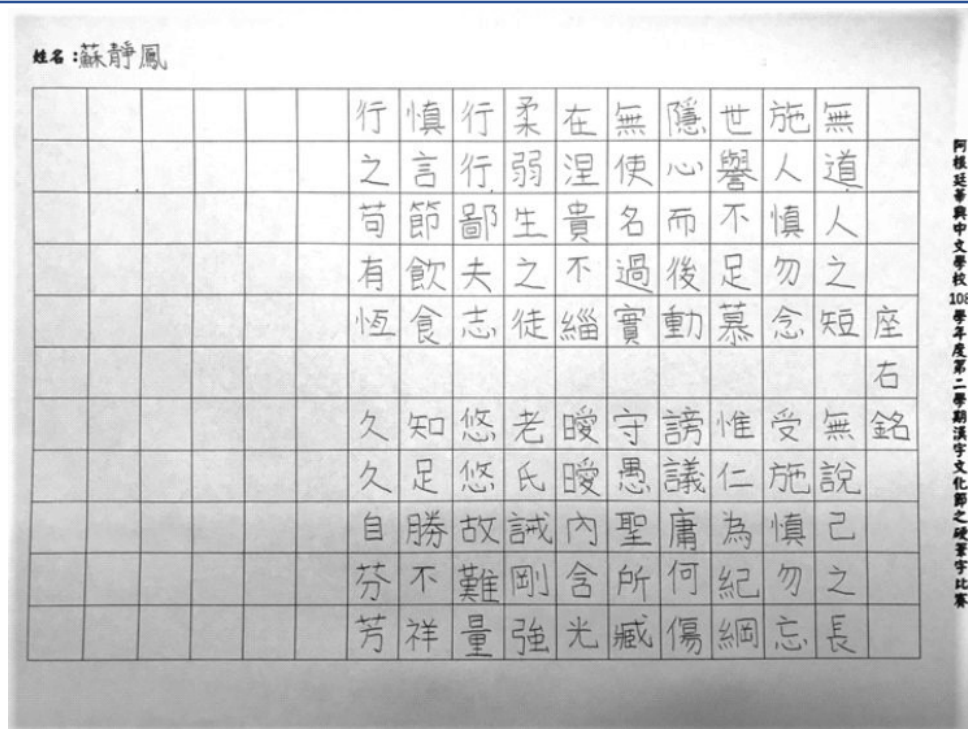 阿根廷華興中文學校108學年度第二學期漢字文化節之硬筆字比賽
姓名：蘇靜鳳
座右銘
無道人之短 無說己之長
施人慎勿念 受施慎勿忘
世譽不足慕 惟仁為紀綱
隱心而後動 謗議庸何傷
無使名過實 守愚聖所臧
在涅貴不緇 曖曖內含光
柔弱生之徒 老氏誡剛強
行行鄙夫志 悠悠故難量
慎言節飲食 知足勝不祥
行之苟有恆 久久自芬芳